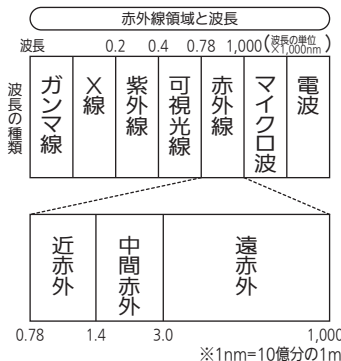 赤外線領域と波長
波長 0.2 0.4 0.78 1,000(波長の単位×1,000nm)
波長の種類
ガンマ線
X線
紫外線
可視光線
赤外線
マイクロ波
電波
近赤外
中間赤外
遠赤外
0.78 1.4 3.0 1,000
※1nm=10億分の1m